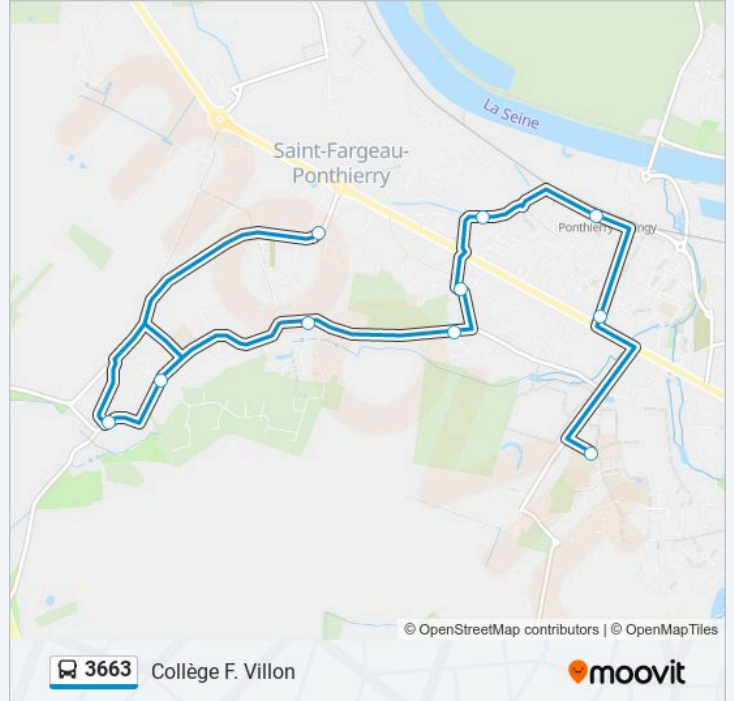 La Seine
Saint-Fargeau-
Ponthierry
© OpenStreetMap contributors | © OpenMapTiles
3663 Collège F. Villon
moovit